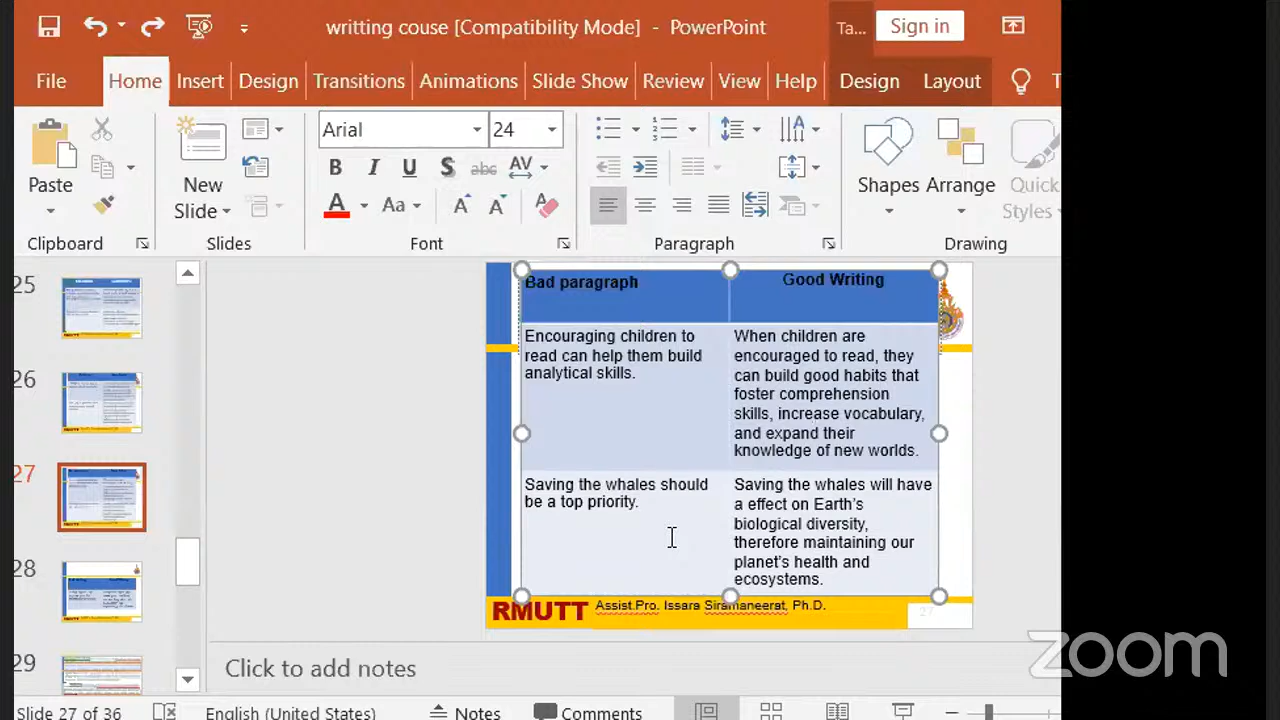 writting couse [Compatibility Mode] - PowerPoint
Ta...
Sign in
File
Home
Insert
Design
Transitions
Animations
Slide Show
Review
View
Help
Design
Layout
Arial
24
Paste
New
Slide
Shapes
Arrange
Quick
Styles
Clipboard
Slides
Font
Paragraph
Drawing
25
26
27
28
29
Bad paragraph
Good Writing
Encouraging children to
read can help them build
analytical skills.
When children are
encouraged to read, they
can build good habits that
foster comprehension
skills, increase vocabulary,
and expand their
knowledge of new worlds.
Saving the whales should
be a top priority.
Saving the whales will have
a effect on Earth's
biological diversity,
therefore maintaining our
planet's health and
ecosystems.
RMUTT
Assist.Pro. Issara Siramaneerat, Ph.D.
27
Click to add notes
zoom
Slide 27 of 36
English (United States)
Notes
Comments